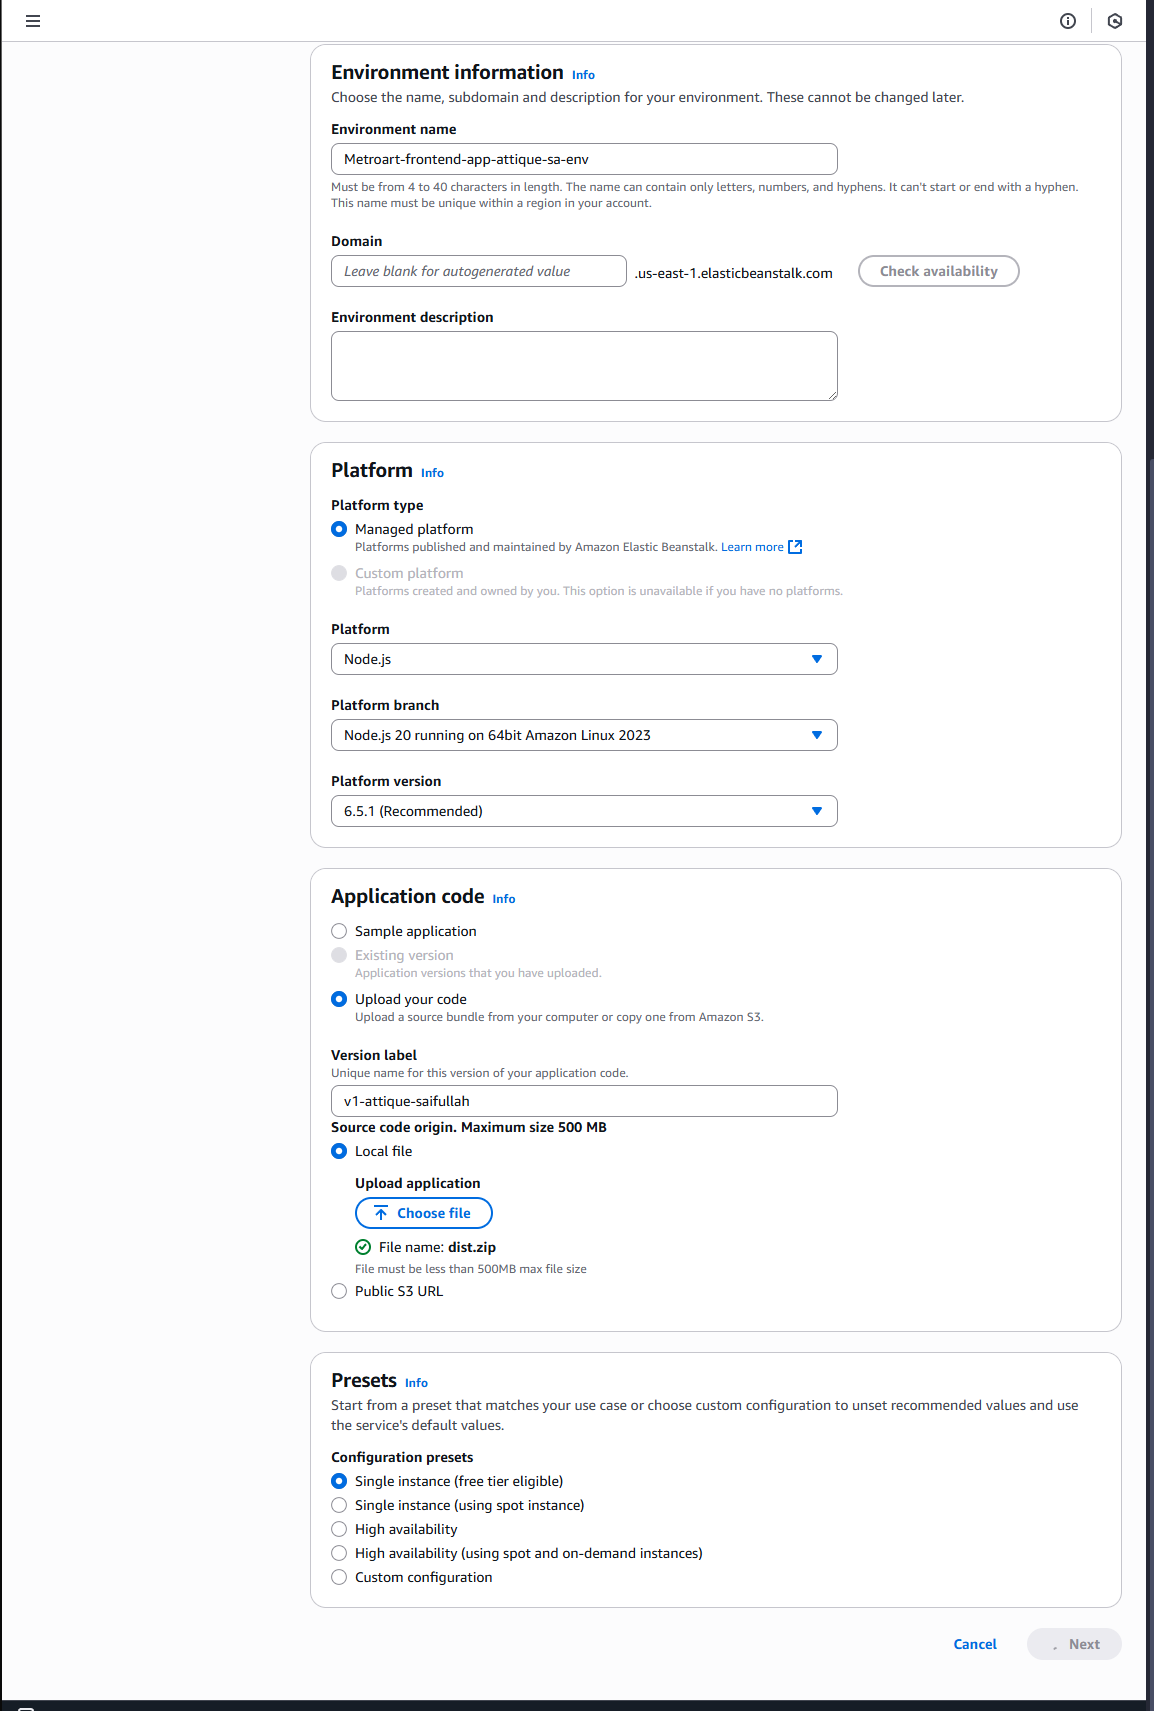 Environment information Info
Choose the name, subdomain and description for your environment. These cannot be changed later.
Environment name
Metroart-frontend-app-attique-sa-env
Must be from 4 to 40 characters in length. The name can contain only letters, numbers, and hyphens. It can't start or end with a hyphen.
This name must be unique within a region in your account.
Domain
Leave blank for autogenerated value
.us-east-1.elasticbeanstalk.com
Check availability
Environment description
Platform Info
Platform type
Managed platform
Platforms published and maintained by Amazon Elastic Beanstalk. Learn more
Custom platform
Platforms created and owned by you. This option is unavailable if you have no platforms.
Platform
Node.js
Platform branch
Node.js 20 running on 64bit Amazon Linux 2023
Platform version
6.5.1 (Recommended)
Application code Info
Sample application
Existing version
Application versions that you have uploaded.
Upload your code
Upload a source bundle from your computer or copy one from Amazon S3.
Version label
Unique name for this version of your application code.
v1-attique-saifullah
Source code origin. Maximum size 500 MB
Local file
Upload application
Choose file
File name: dist.zip
File must be less than 500MB max file size
Public S3 URL
Presets Info
Start from a preset that matches your use case or choose custom configuration to unset recommended values and use
the service's default values.
Configuration presets
Single instance (free tier eligible)
Single instance (using spot instance)
High availability
High availability (using spot and on-demand instances)
Custom configuration
Cancel
Next